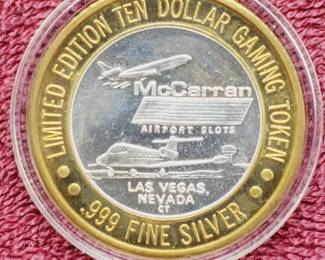 LIMITED EDITION TEN DOLLAR GAMING TOKEN
McCarran
AIRPORT SLOTS
LAS VEGAS,
NEVADA
CT
.999 FINE SILVER